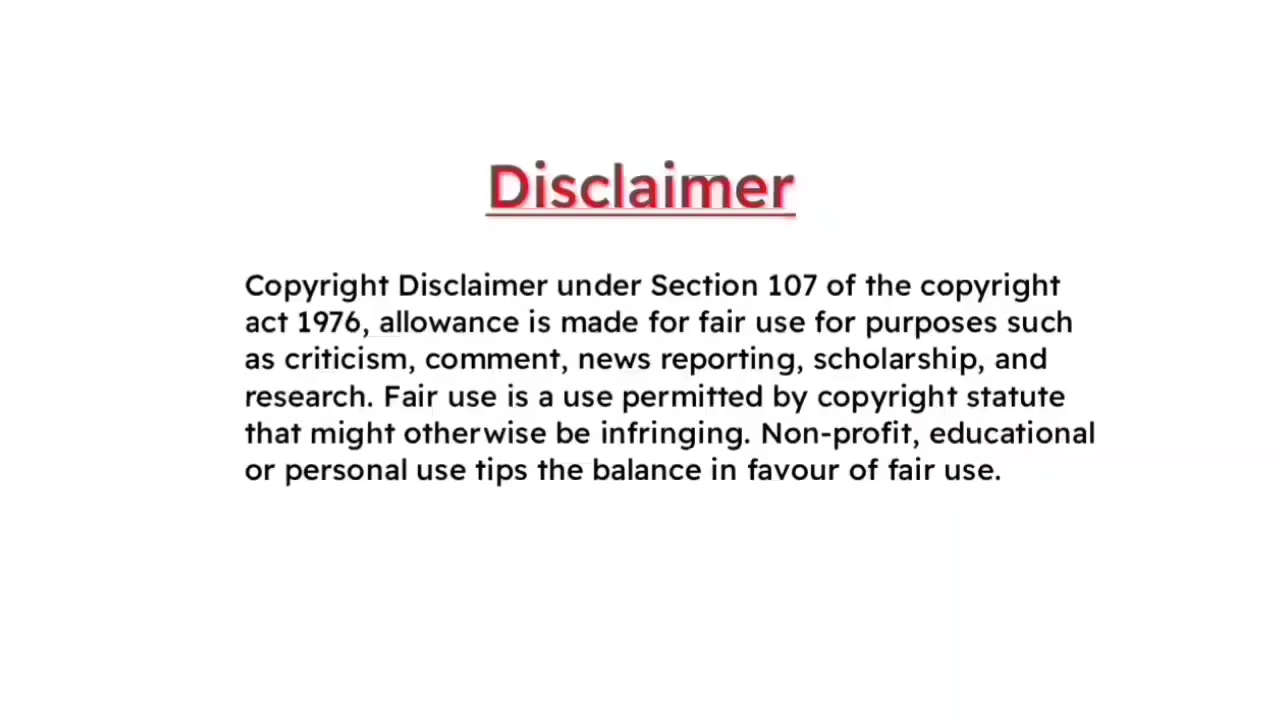 Disclaimer
Copyright Disclaimer under Section 107 of the copyright
act 1976, allowance is made for fair use for purposes such
as criticism, comment, news reporting, scholarship, and
research. Fair use is a use permitted by copyright statute
that might otherwise be infringing. Non-profit, educational
or personal use tips the balance in favour of fair use.